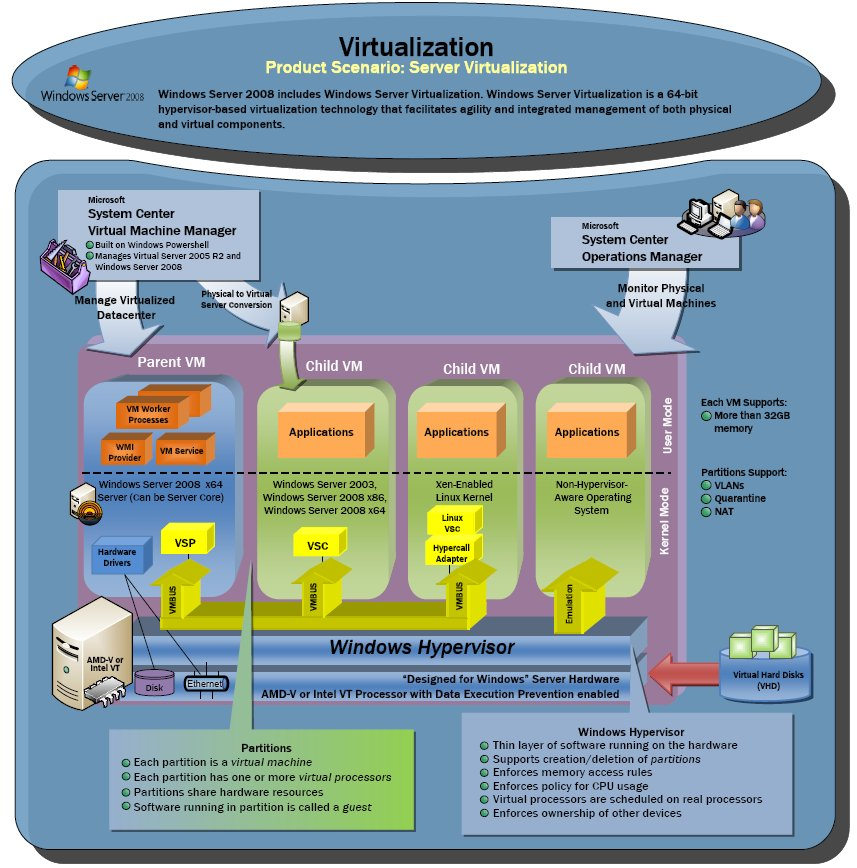 Virtualization
Product Scenario: Server Virtualization
Windows Server 2008
Windows Server 2008 includes Windows Server Virtualization. Windows Server Virtualization is a 64-bit
hypervisor-based virtualization technology that facilitates agility and integrated management of both physical
and virtual components.
Microsoft
System Center
Virtual Machine Manager
Built on Windows Powershell
Manages Virtual Server 2005 R2 and
Windows Server 2008
Microsoft
System Center
Operations Manager
Manage Virtualized
Datacenter
Physical to Virtual
Server Conversion
Monitor Physical
and Virtual Machines
Parent VM
Child VM
Child VM
Child VM
VM Worker
Processes
WMI
Provider
VM Service
Applications
Applications
Applications
User Mode
Kernel Mode
Each VM Supports:
More than 32GB
memory
Partitions Support:
VLANs
Quarantine
NAT
Windows Server 2008 x64
Server (Can be Server Core)
Windows Server 2003,
Windows Server 2008 x86,
Windows Server 2008 x64
Xen-Enabled
Linux Kernel
Non-Hypervisor-
Aware Operating
System
Hardware
Drivers
VSP
VSC
Linux
VSC
Hypercall
Adapter
VMBUS
VMBUS
VMBUS
Emulation
Windows Hypervisor
AMD-V or
Intel VT
Disk
Ethernet
"Designed for Windows" Server Hardware
AMD-V or Intel VT Processor with Data Execution Prevention enabled
Virtual Hard Disks
(VHD)
Partitions
Each partition is a virtual machine
Each partition has one or more virtual processors
Partitions share hardware resources
Software running in partition is called a guest
Windows Hypervisor
Thin layer of software running on the hardware
Supports creation/deletion of partitions
Enforces memory access rules
Enforces policy for CPU usage
Virtual processors are scheduled on real processors
Enforces ownership of other devices